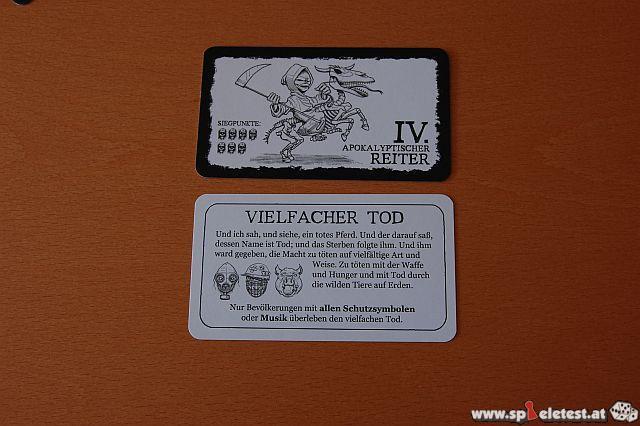 SIEGPUNKTE:
IV.
APOKALYPTISCHER
REITER
VIELFACHER TOD
Und ich sah, und siehe, ein totes Pferd. Und der darauf saß,
dessen Name ist Tod; und das Sterben folgte ihm. Und ihm
ward gegeben, die Macht zu töten auf vielfältige Art und
Weise. Zu töten mit der Waffe
und Hunger und mit Tod durch
die wilden Tiere auf Erden.
Nur Bevölkerungen mit allen Schutzsymbolen
oder Musik überleben den vielfachen Tod.
www.spieletest.at